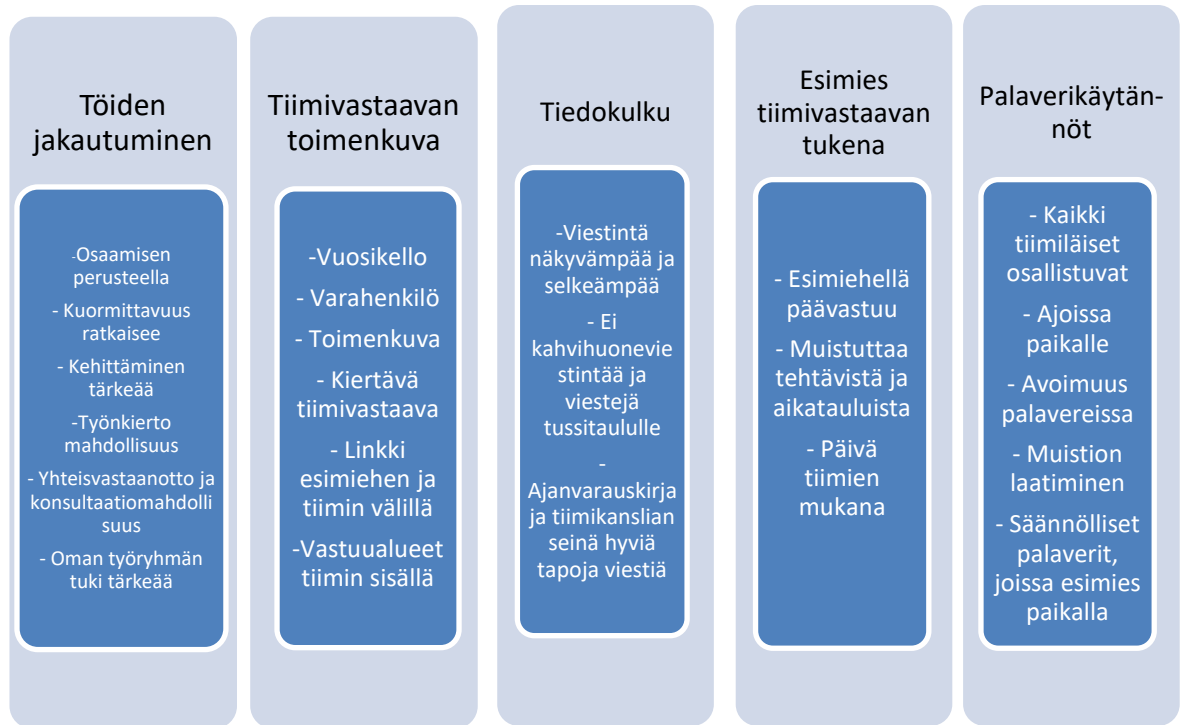 Töiden
jakautuminen
-Osaamisen
perusteella
- Kuormittavuus
ratkaisee
- Kehittäminen
tärkeää
-Työnkierto
mahdollisuus
- Yhteisvastaanotto ja
konsultaatiomahdolli
suus
- Oman työryhmän
tuki tärkeää
Tiimivastaavan
toimenkuva
-Vuosikello
- Varahenkilö
- Toimenkuva
- Kiertävä
tiimivastaava
- Linkki
esimiehen ja
tiimin välillä
-Vastuualueet
tiimin sisällä
Tiedokulku
-Viestintä
näkyvämpää ja
selkeämpää
- Ei
kahvihuonevie
stintää ja
viestejä
tussitaululle
-
Ajanvarauskirja
ja tiimikanslian
seinä hyviä
tapoja viestiä
Esimies
tiimivastaavan
tukena
- Esimiehellä
päävastuu
- Muistuttaa
tehtävistä ja
aikatauluista
- Päivä
tiimien
mukana
Palaverikäytän-
nöt
- Kaikki
tiimiläiset
osallistuvat
- Ajoissa
paikalle
- Avoimuus
palavereissa
- Muistion
laatiminen
- Säännölliset
palaverit,
joissa esimies
paikalla